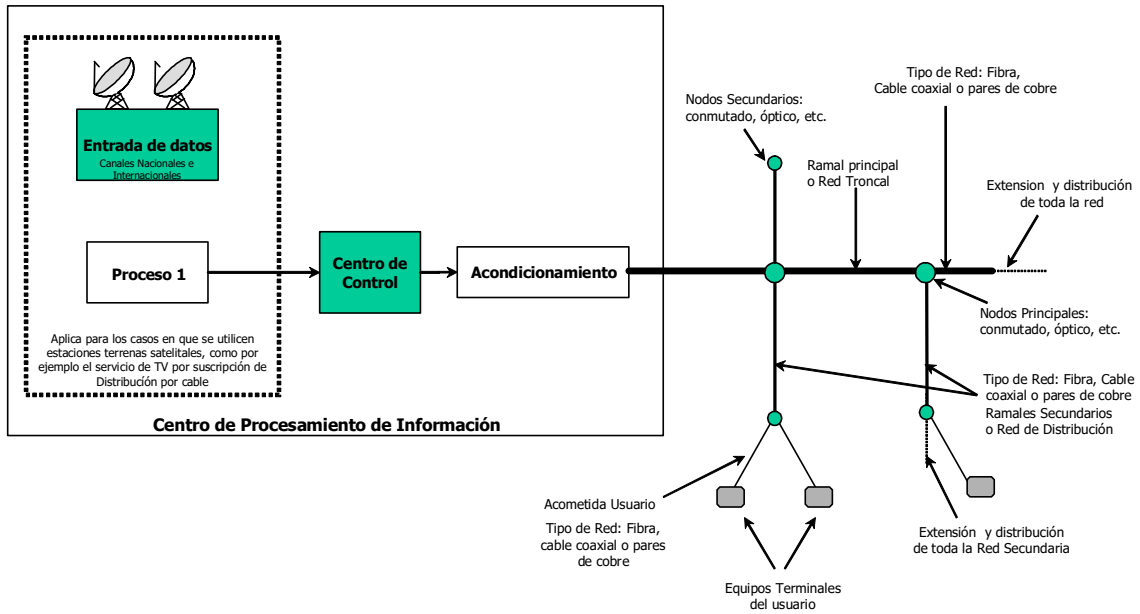 Entrada de datos
Canales Nacionales e
Internacionales
Proceso 1
Centro de
Control
Acondicionamiento
Aplica para los casos en que se utilicen
estaciones terrenas satelitales, como por
ejemplo el servicio de TV por suscripción de
Distribución por cable
Centro de Procesamiento de Información
Nodos Secundarios:
conmutado, óptico, etc.
Tipo de Red: Fibra,
Cable coaxial o pares de cobre
Ramal principal
o Red Troncal
Extension y distribución
de toda la red
Nodos Principales:
conmutado, óptico, etc.
Tipo de Red: Fibra, Cable
coaxial o pares de cobre
Ramales Secundarios
o Red de Distribución
Acometida Usuario
Tipo de Red: Fibra,
cable coaxial o pares
de cobre
Extensión y distribución
de toda la Red Secundaria
Equipos Terminales
del usuario